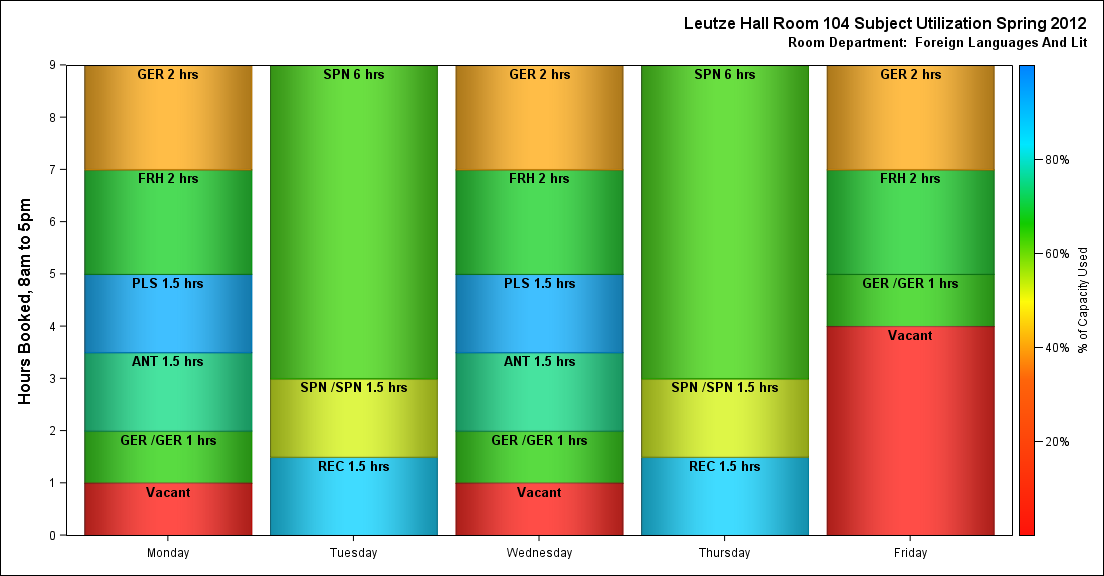 Leutze Hall Room 104 Subject Utilization Spring 2012
Room Department:  Foreign Languages And Lit
Hours Booked, 8am to 5pm
9
8
7
6
5
4
3
2
1
0
GER 2 hrs
FRH 2 hrs
PLS 1.5 hrs
ANT 1.5 hrs
GER /GER 1 hrs
Vacant
SPN 6 hrs
SPN /SPN 1.5 hrs
REC 1.5 hrs
GER 2 hrs
FRH 2 hrs
PLS 1.5 hrs
ANT 1.5 hrs
GER /GER 1 hrs
Vacant
SPN 6 hrs
SPN /SPN 1.5 hrs
REC 1.5 hrs
GER 2 hrs
FRH 2 hrs
GER /GER 1 hrs
Vacant
Monday
Tuesday
Wednesday
Thursday
Friday
80%
60%
40%
20%
% of Capacity Used